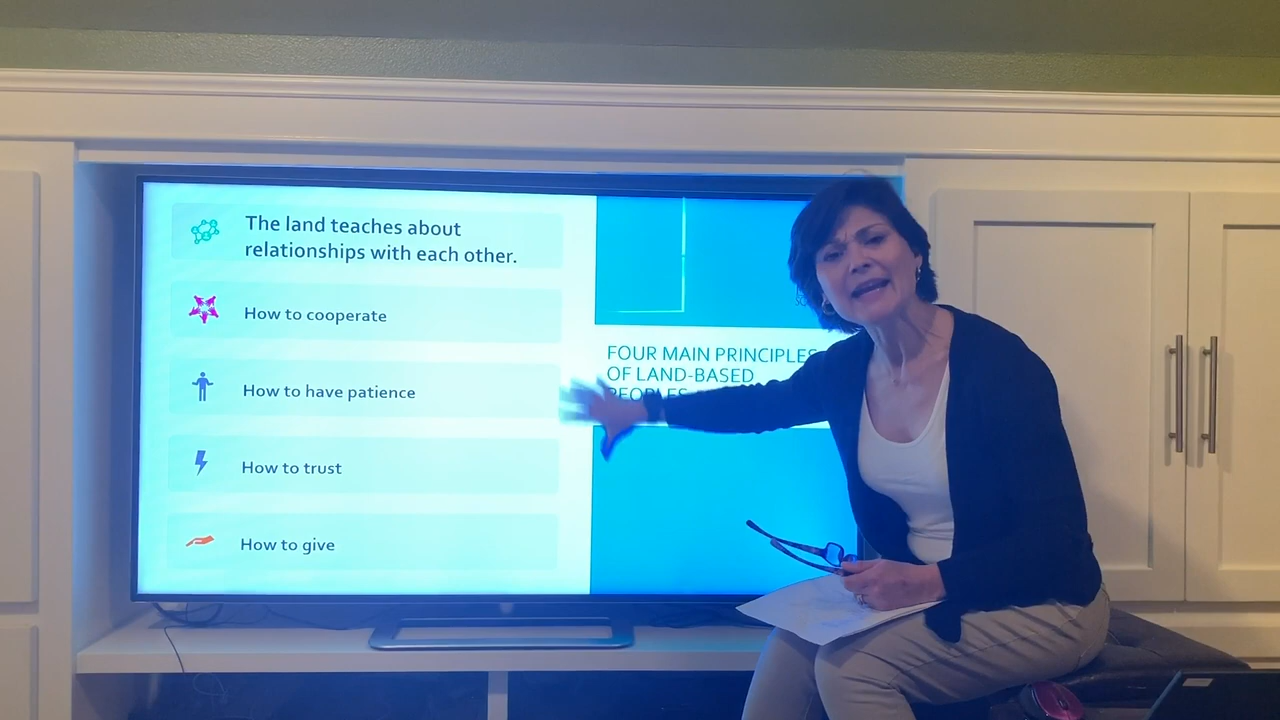 The land teaches about
relationships with each other.
How to cooperate
How to have patience
How to trust
How to give
FOUR MAIN PRINCIPLES
OF LAND-BASED
PEOPLES